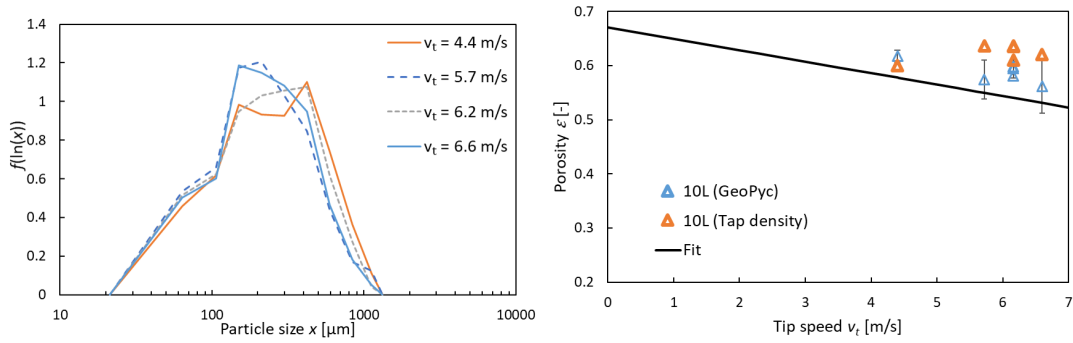 1.4
1.2
1
0.8
0.6
0.4
0.2
0
10
100
1000
10000
f(ln(x))
Particle size x [µm]
vt = 4.4 m/s
vt = 5.7 m/s
vt = 6.2 m/s
vt = 6.6 m/s
0.7
0.6
0.5
0.4
0.3
0.2
0
1
2
3
4
5
6
7
Porosity ε [-]
Tip speed vt [m/s]
10L (GeoPyc)
10L (Tap density)
Fit